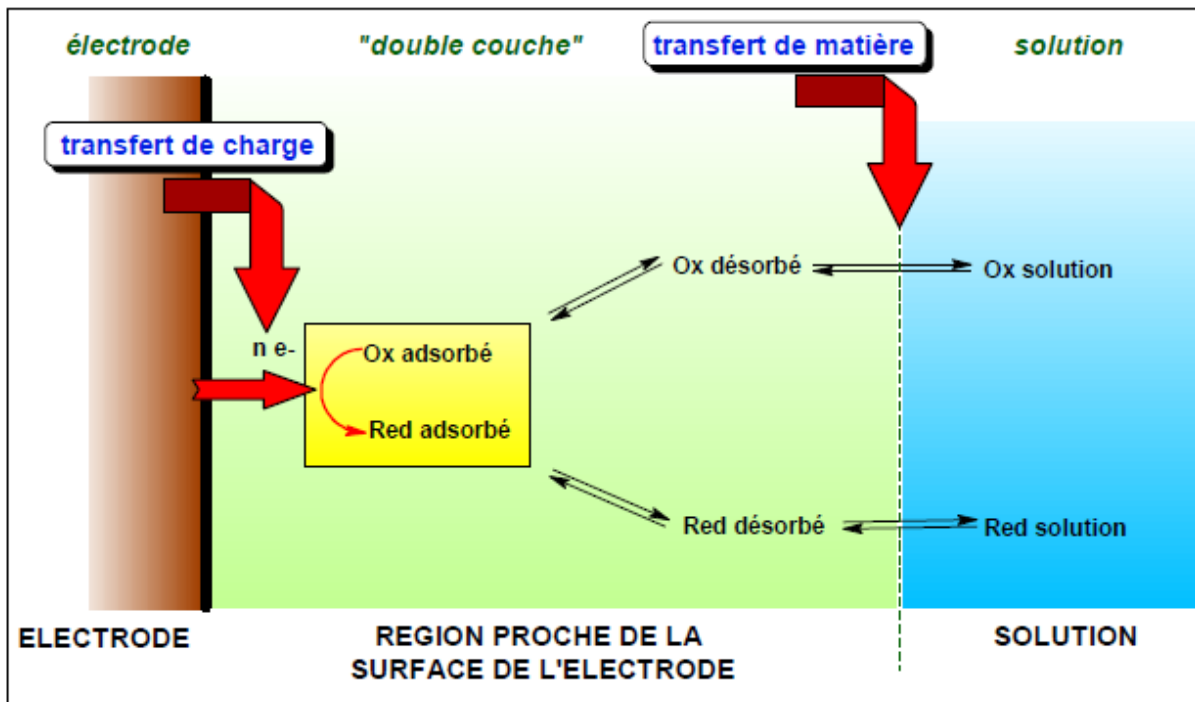 électrode
"double couche"
transfert de matière
solution
transfert de charge
Ox désorbé
Ox solution
n e-
Ox adsorbé
Red adsorbé
Red désorbé
Red solution
ELECTRODE
REGION PROCHE DE LA
SURFACE DE L'ELECTRODE
SOLUTION